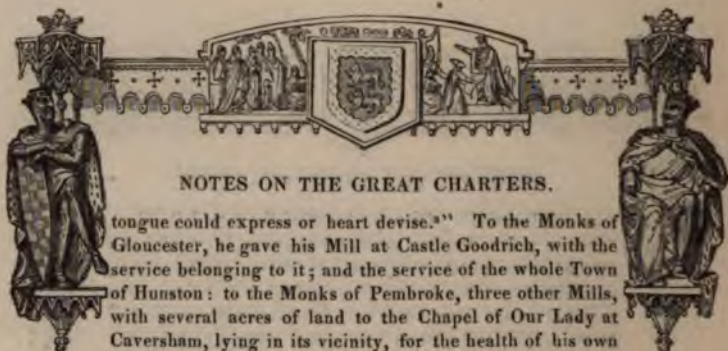 NOTES ON THE GREAT CHARTERS.
tongue could express or heart devise.ª" To the Monks of
Gloucester, he gave his Mill at Castle Goodrich, with the
service belonging to it; and the service of the whole Town
of Hunston: to the Monks of Pembroke, three other Mills,
with several acres of land to the Chapel of Our Lady at
Caversham, lying in its vicinity, for the health of his own